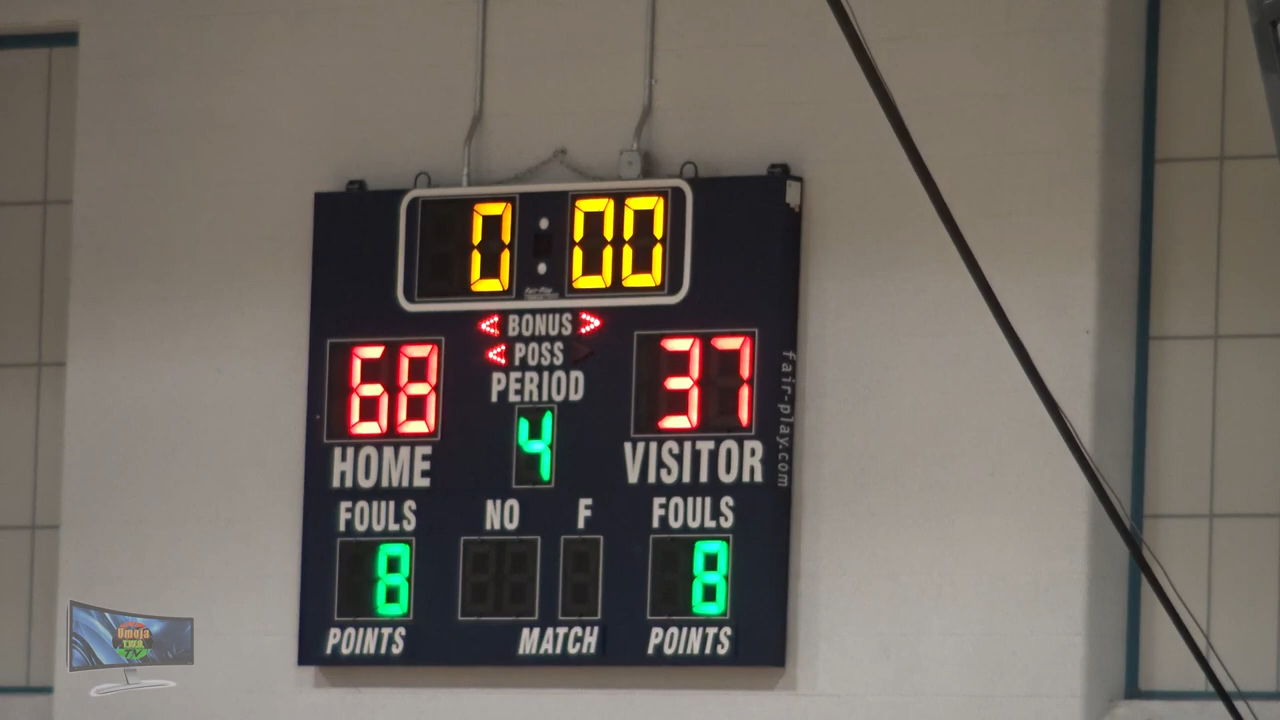 0:00
BONUS
POSS
PERIOD
68
37
4
HOME
VISITOR
fair-play.com
FOULS
NO
F
FOULS
8
8
POINTS
MATCH
POINTS
Umoja